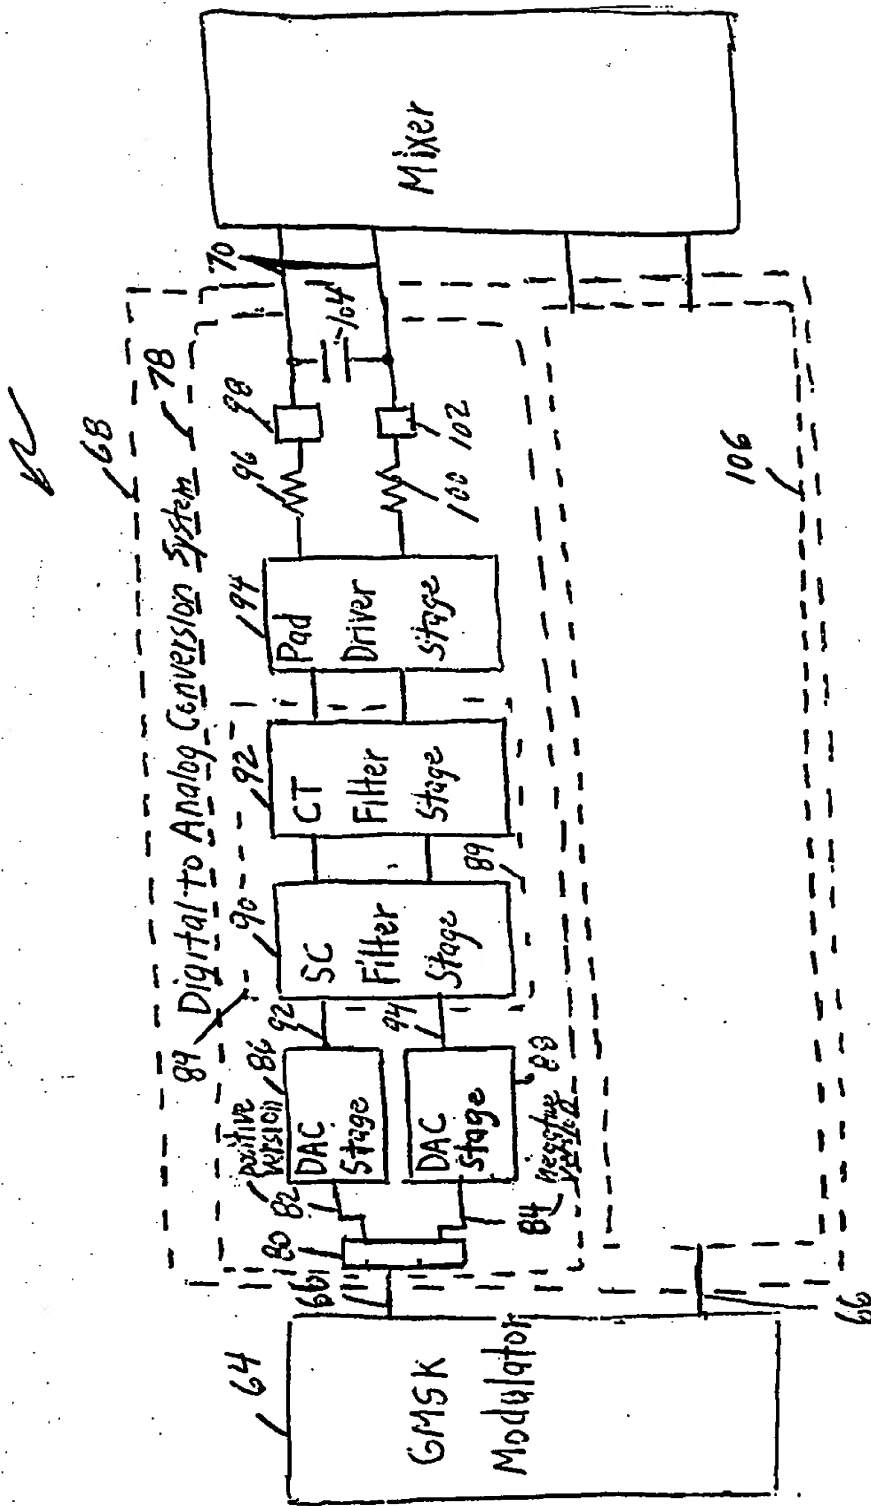 68
Digital to Analog Conversion System
78
89
64
GMSK
Modulator
66
80
82
positive
version
86
DAC
Stage
84
negative
88
DAC
Stage
92
94
90
SC
Filter
Stage
92
CT
Filter
Stage
89
94
Pad
Driver
Stage
96
98
100
102
104
70
Mixer
106
66